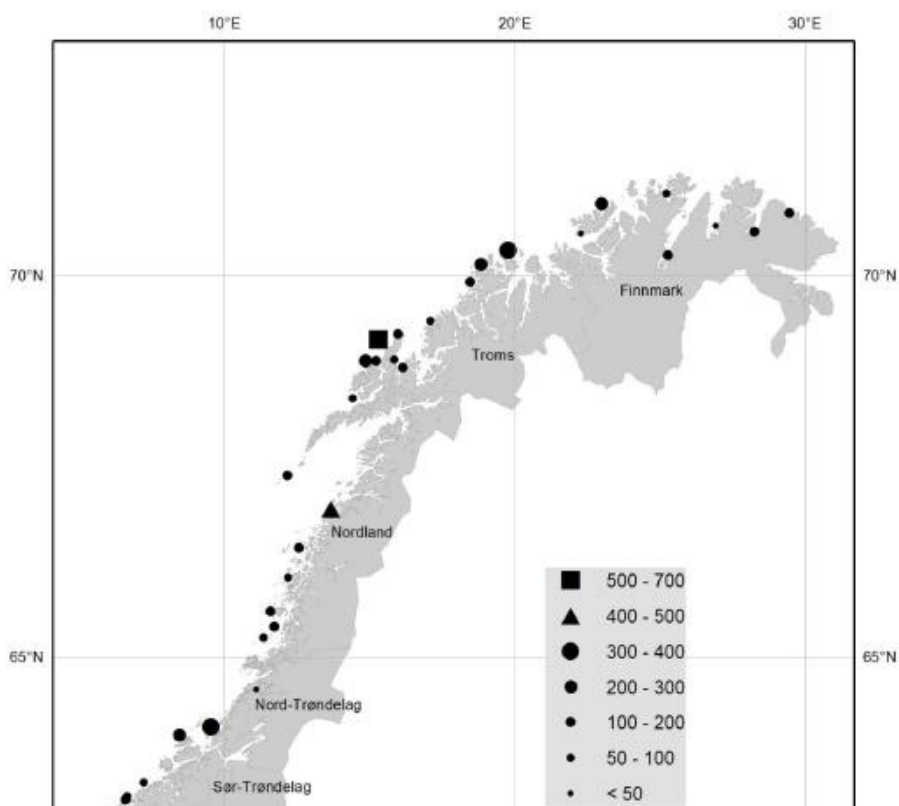 10°E 20°E 30°E
70°N 70°N
Finnmark
Troms
Nordland
500 - 700
400 - 500
300 - 400
65°N 65°N
200 - 300
Nord-Trøndelag
100 - 200
50 - 100
Sør-Trøndelag
< 50